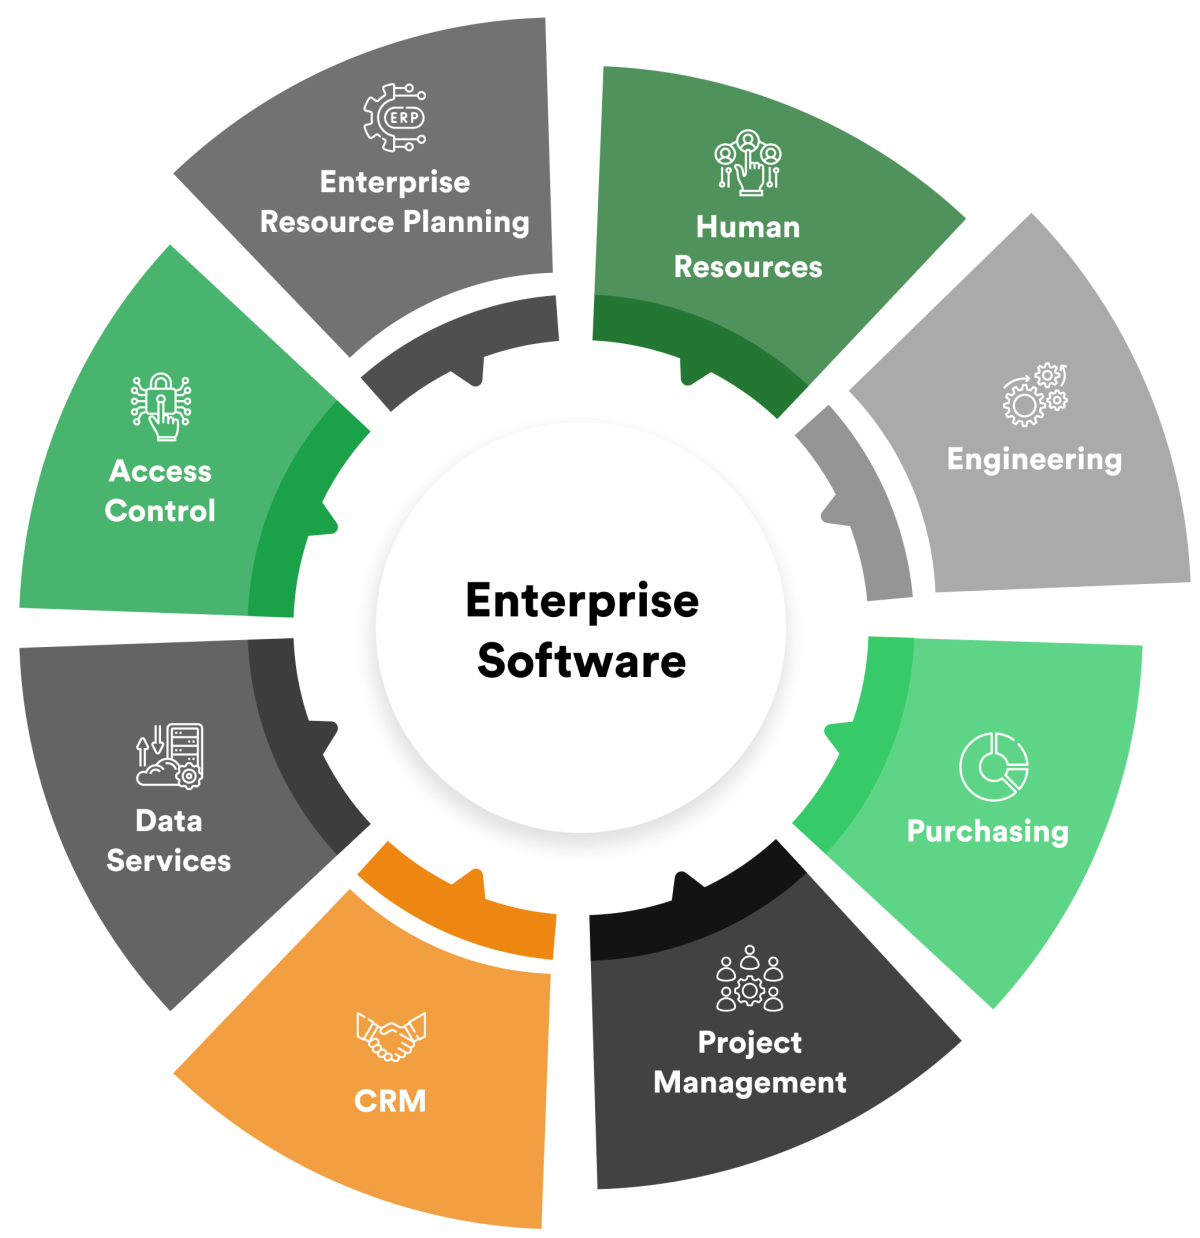 ERP
Enterprise
Resource Planning
Human
Resources
Engineering
Purchasing
Project
Management
CRM
Data
Services
Access
Control
Enterprise
Software